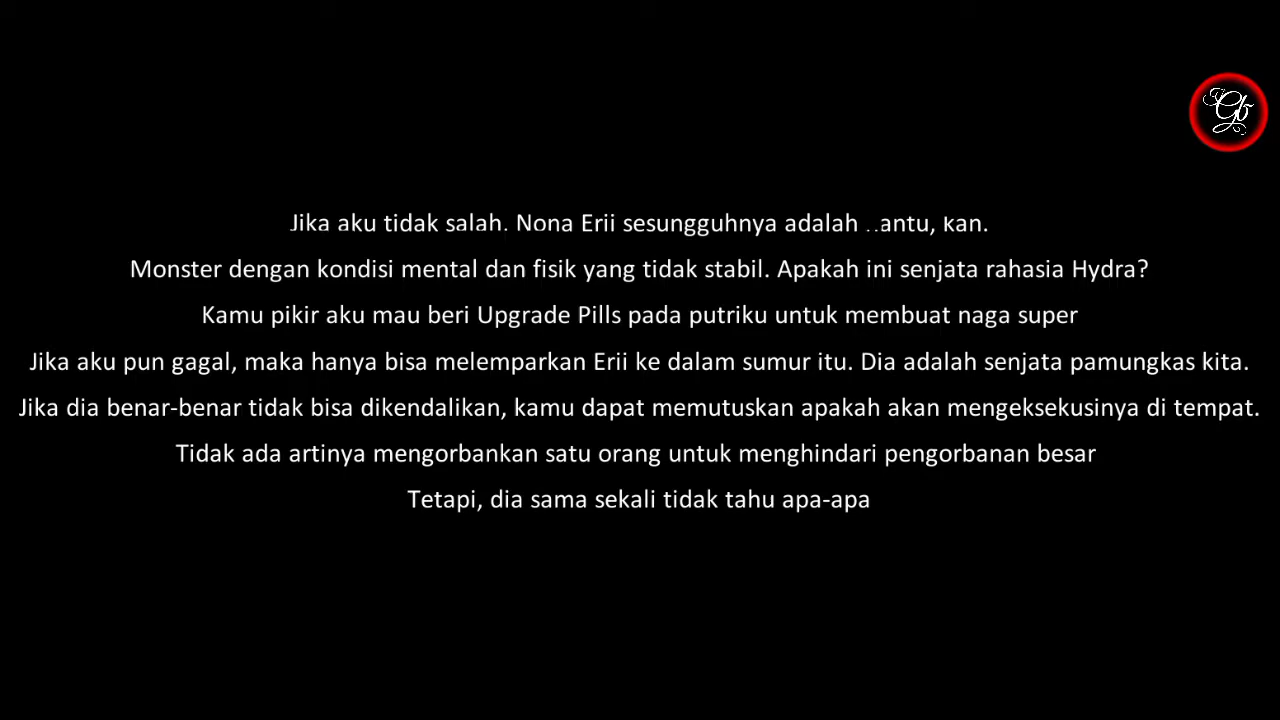 Jika aku tidak salah. Nona Erii sesungguhnya adalah kan.
Monster dengan kondisi mental dan fisik yang tidak stabil. Apakah ini senjata rahasia Hydra?
Kamu pikir aku mau beri Upgrade Pills pada putriku untuk membuat naga super
Jika aku pun gagal, maka hanya bisa melemparkan Erii ke dalam sumur itu. Dia adalah senjata pamungkas kita.
Jika dia benar-benar tidak bisa dikendalikan, kamu dapat memutuskan apakah akan mengeksekusinya di tempat.
Tidak ada artinya mengorbankan satu orang untuk menghindari pengorbanan besar
Tetapi, dia sama sekali tidak tahu apa-apa